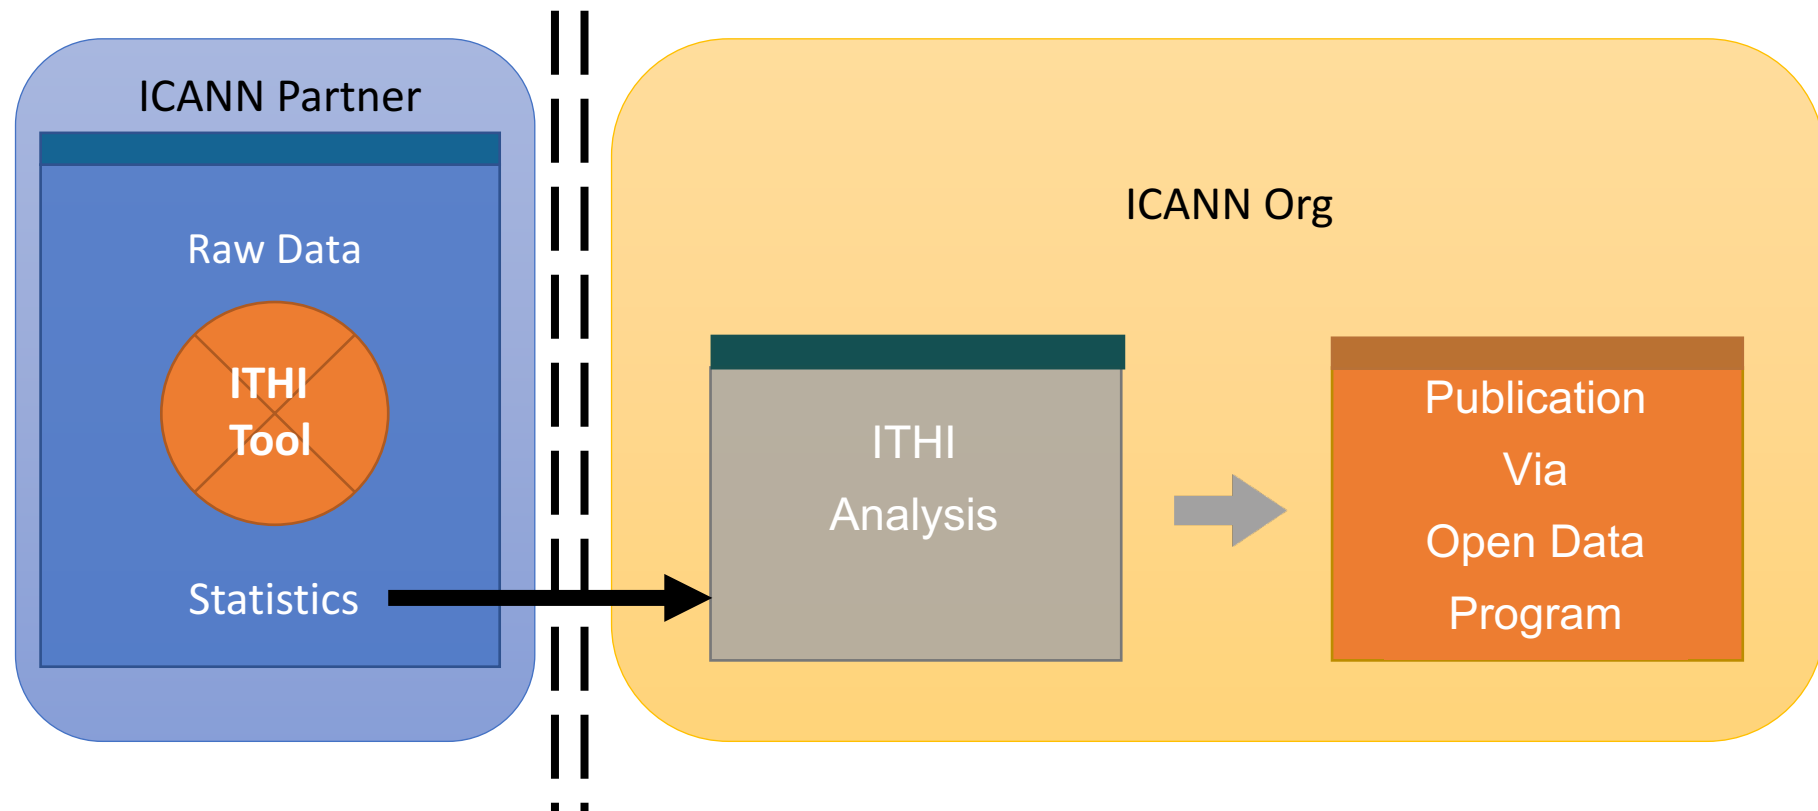 ICANN Partner
Raw Data
ITHI
Tool
Statistics
ICANN Org
ITHI
Analysis
Publication
Via
Open Data
Program